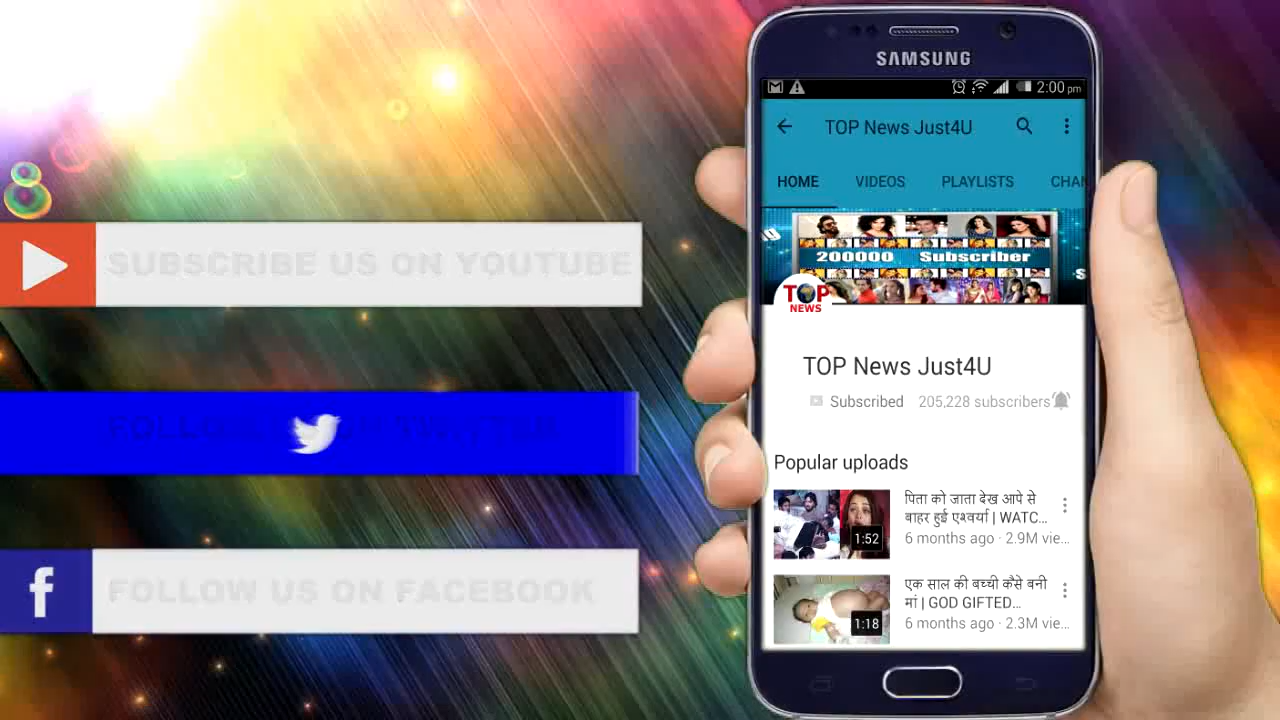 SUBSCRIBE US ON YOUTUBE
FOLLOW US ON FACEBOOK
SAMSUNG
2:00 pm
TOP News Just4U
HOME VIDEOS PLAYLISTS CHAN
200000 Subscriber
TOP
NEWS
TOP News Just4U
Subscribed 205,228 subscribers
Popular uploads
पिता को जाता देख आपे से
बाहर हुई एश्वर्या | WATC...
6 months ago · 2.9M vie...
1:52
एक साल की बच्ची कैसे बनी
मां | GOD GIFTED...
6 months ago · 2.3M vie...
1:18